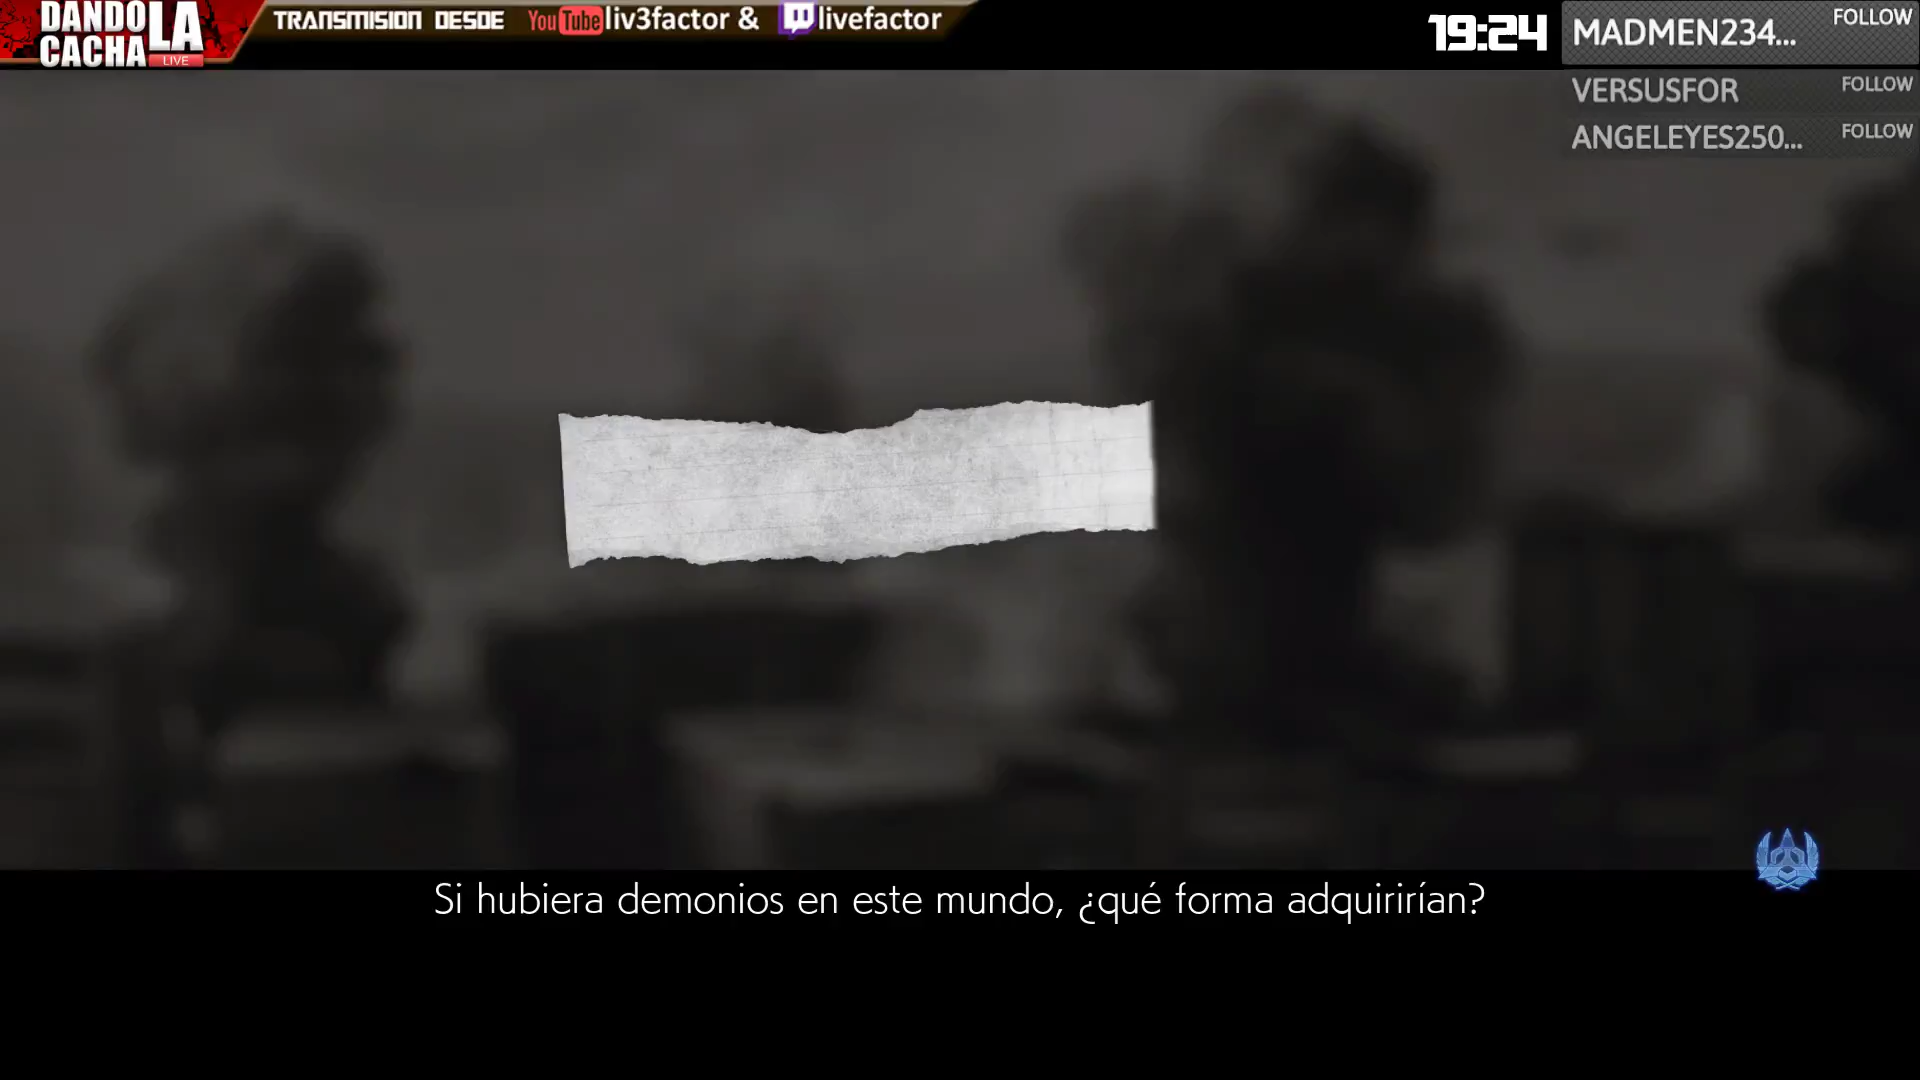 DANDO LA
CACHA
LIVE
TRANSMISION DESDE YouTube liv3factor & livefactor
19:24
MADMEN234... FOLLOW
VERSUSFOR FOLLOW
ANGELEYES250... FOLLOW
Si hubiera demonios en este mundo, ¿qué forma adquirirían?